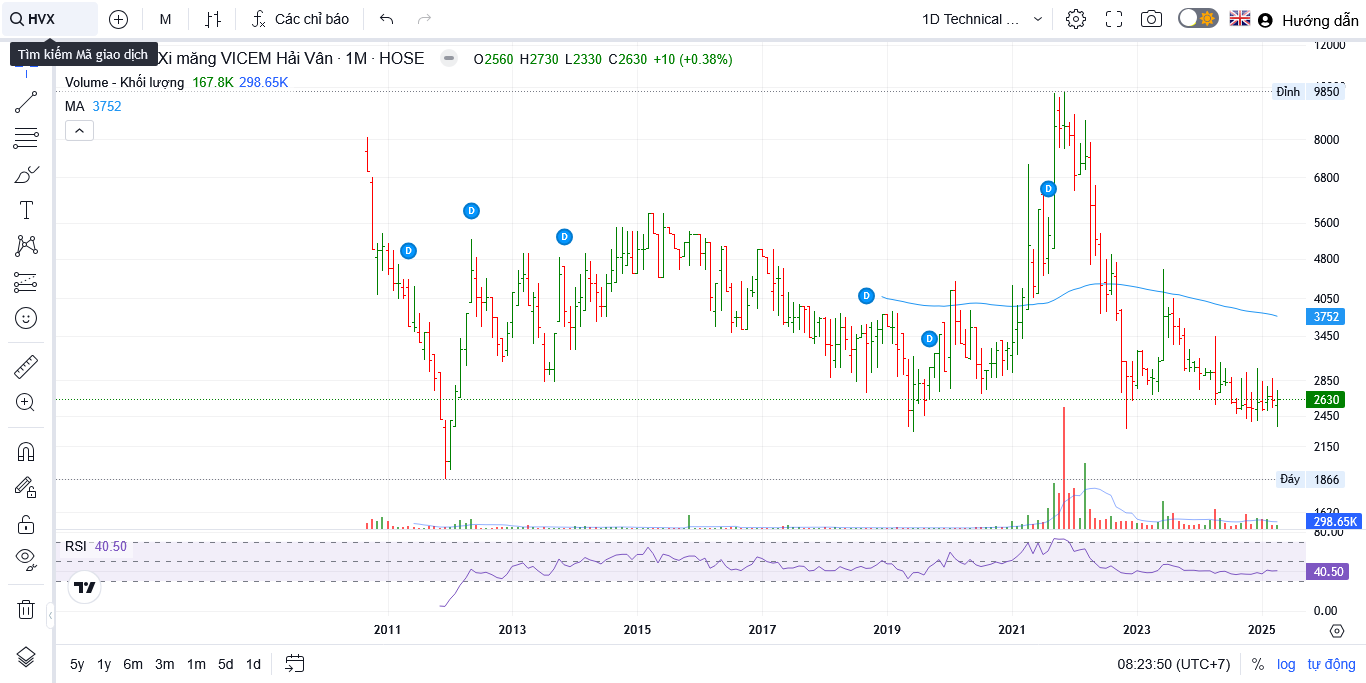 HVX
M
Các chỉ báo
1D Technical ...
Hướng dẫn
Tìm kiếm Mã giao dịch
Xi măng VICEM Hải Vân · 1M · HOSE
O2560 H2730 L2330 C2630 +10 (+0.38%)
Volume - Khối lượng 167.8K 298.65K
MA 3752
12000
Đỉnh 9850
8000
6800
5600
4800
4050
3752
3450
2850
2630
2450
2150
Đáy 1866
298.65K
80.00
RSI 40.50
40.50
0.00
D
D
D
D
D
D
2011 2013 2015 2017 2019 2021 2023 2025
5y 1y 6m 3m 1m 5d 1d
08:23:50 (UTC+7) % log tự động